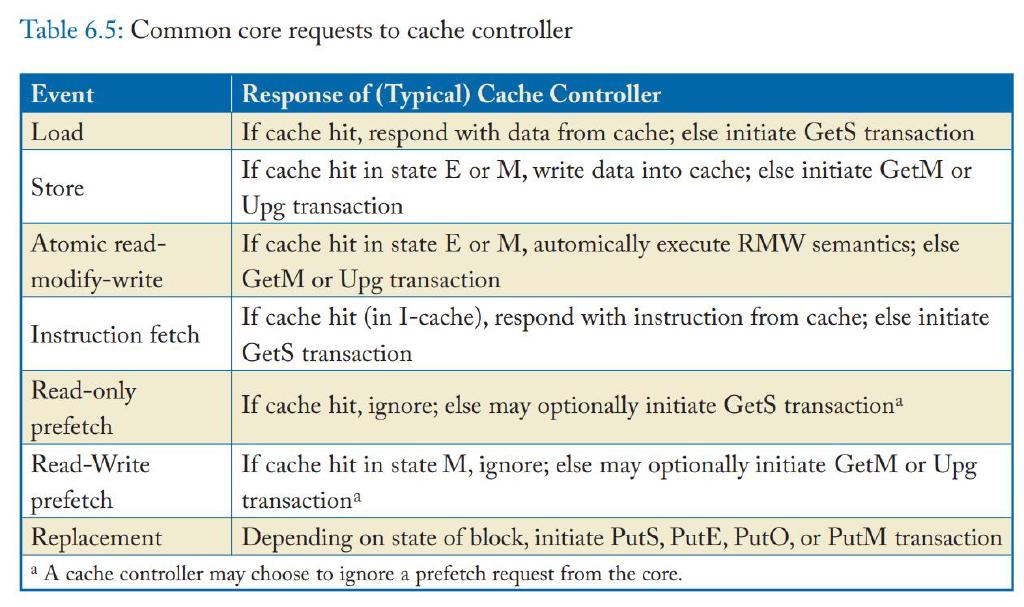 Table 6.5: Common core requests to cache controller
Event
Response of (Typical) Cache Controller
Load
If cache hit, respond with data from cache; else initiate GetS transaction
Store
If cache hit in state E or M, write data into cache; else initiate GetM or
Upg transaction
Atomic read-
modify-write
If cache hit in state E or M, automically execute RMW semantics; else
GetM or Upg transaction
Instruction fetch
If cache hit (in I-cache), respond with instruction from cache; else initiate
GetS transaction
Read-only
prefetch
If cache hit, ignore; else may optionally initiate GetS transactionᵃ
Read-Write
prefetch
If cache hit in state M, ignore; else may optionally initiate GetM or Upg
transactionᵃ
Replacement
Depending on state of block, initiate PutS, PutE, PutO, or PutM transaction
ᵃ A cache controller may choose to ignore a prefetch request from the core.